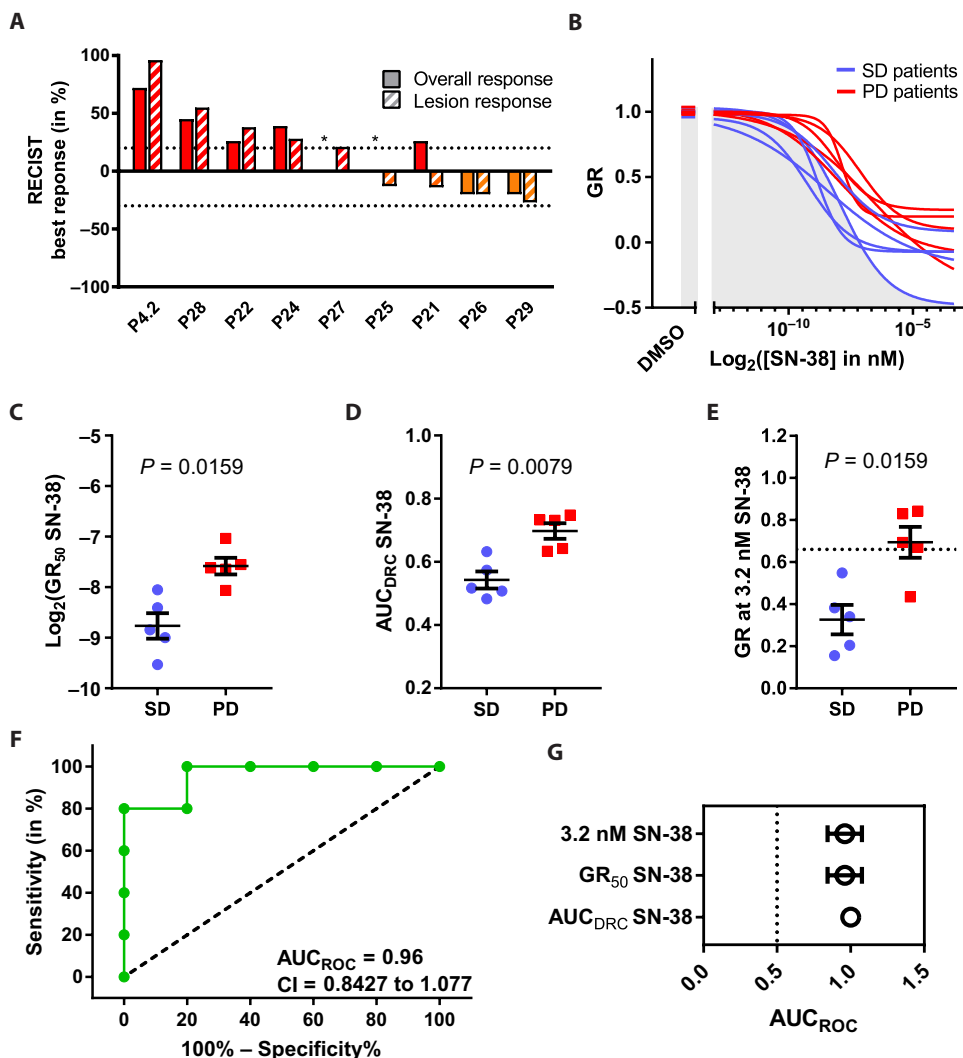 A
RECIST
best reponse (in %)
100
50
0
−50
−100
Overall response
Lesion response
*
*
P4.2
P28
P22
P24
P27
P25
P21
P26
P29
B
SD patients
PD patients
GR
1.0
0.5
0.0
−0.5
DMSO
10⁻¹⁰
10⁻⁵
Log₂([SN-38] in nM)
C
Log₂(GR₅₀ SN-38)
−5
−6
−7
−8
−9
−10
P = 0.0159
SD
PD
D
AUC_DRC SN-38
1.0
0.8
0.6
0.4
0.2
P = 0.0079
SD
PD
E
GR at 3.2 nM SN-38
1.2
1.0
0.8
0.6
0.4
0.2
0.0
P = 0.0159
SD
PD
F
Sensitivity (in %)
100
80
60
40
20
0
AUC_ROC = 0.96
CI = 0.8427 to 1.077
0
20
40
60
80
100
100% − Specificity%
G
3.2 nM SN-38
GR₅₀ SN-38
AUC_DRC SN-38
0.0
0.5
1.0
1.5
AUC_ROC